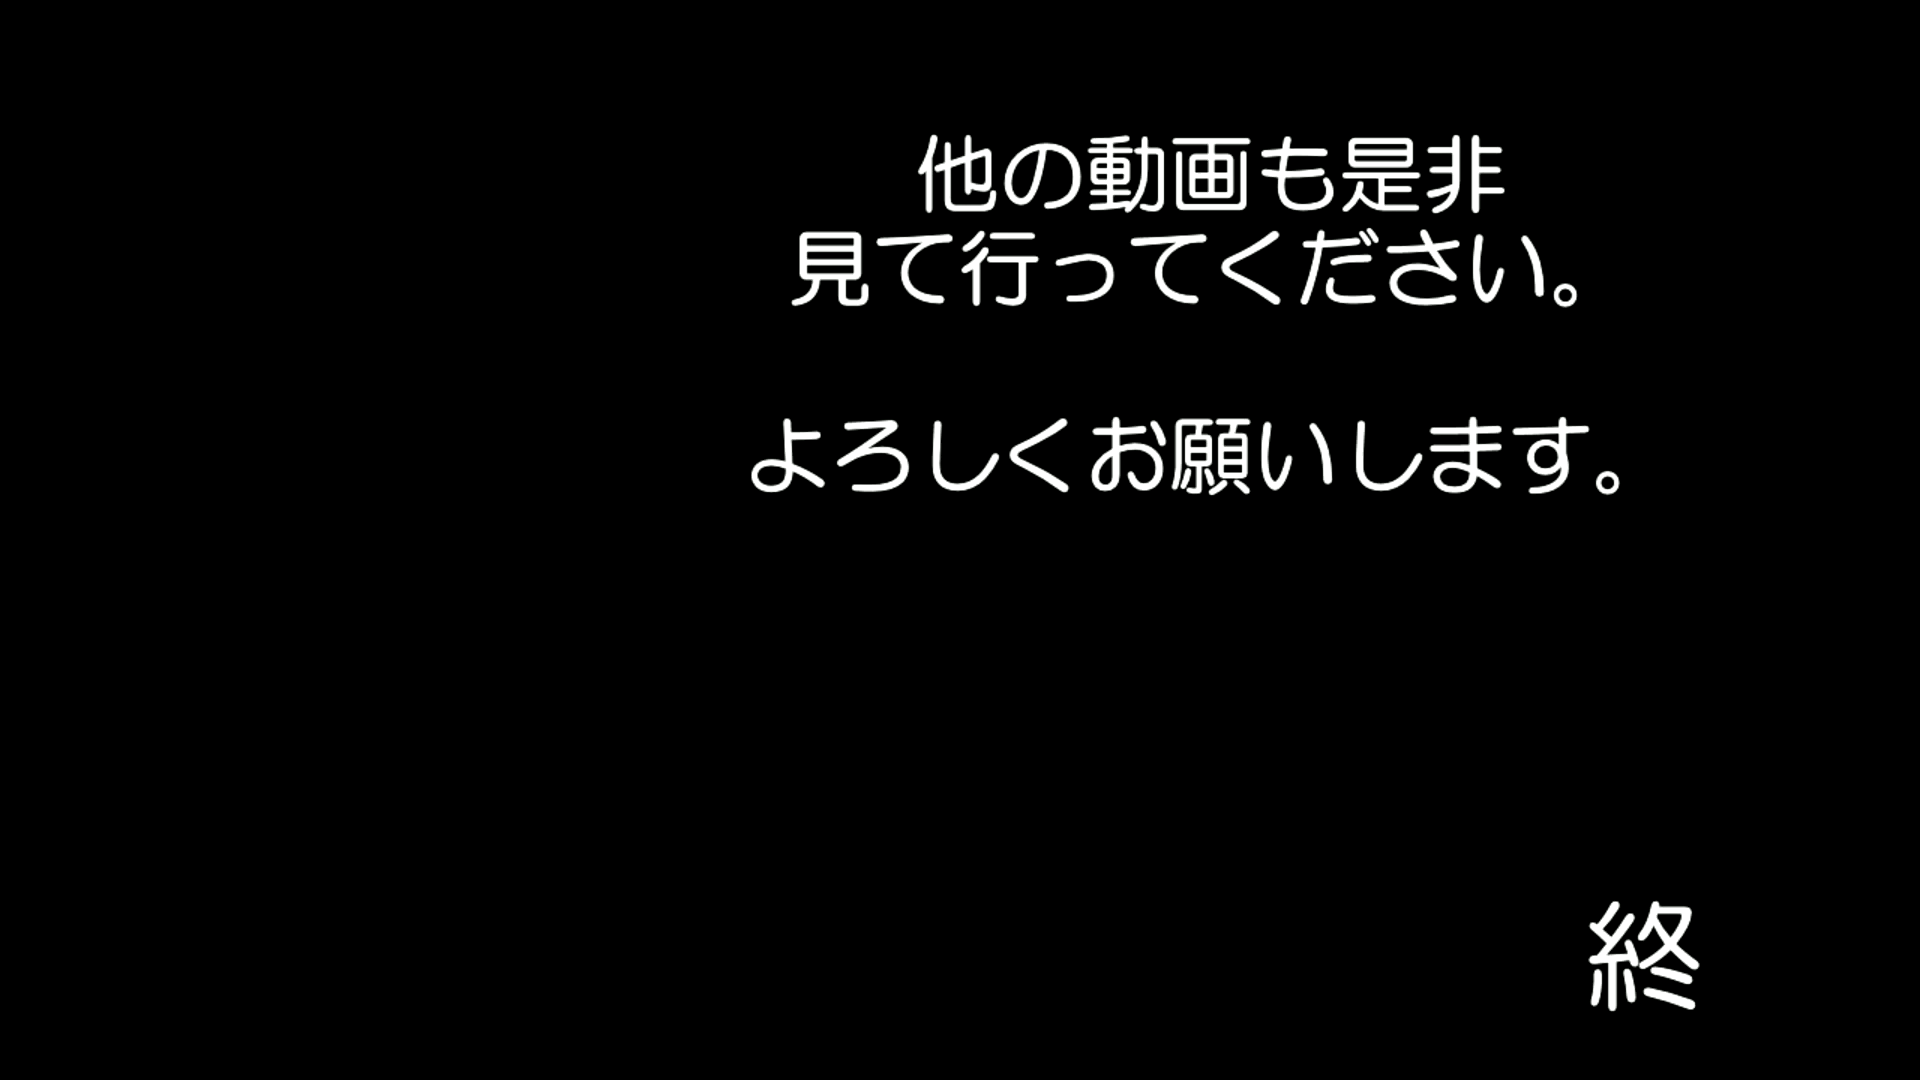 他の動画も是非
見て行ってください。
よろしくお願いします。
終